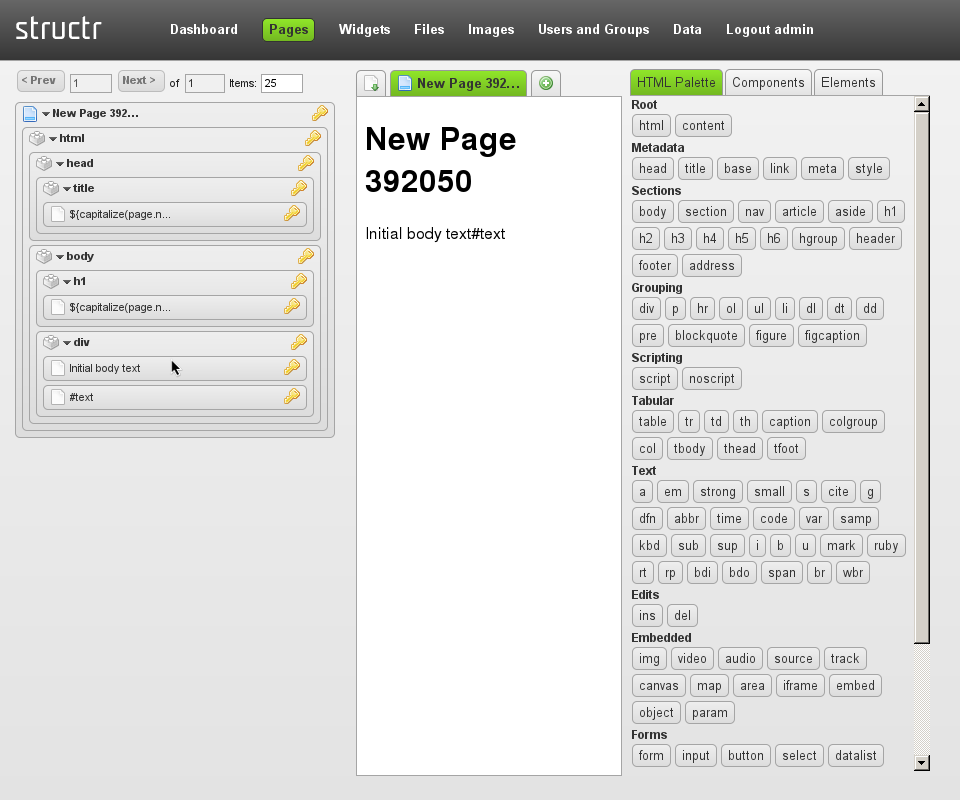 structr Dashboard Pages Widgets Files Images Users and Groups Data Logout admin
< Prev 1 Next > of 1 Items: 25
New Page 392...
html
head
title
${capitalize(page.n...
body
h1
${capitalize(page.n...
div
Initial body text
#text
New Page 392...
New Page
392050
Initial body text#text
HTML Palette Components Elements
Root
html content
Metadata
head title base link meta style
Sections
body section nav article aside h1
h2 h3 h4 h5 h6 hgroup header
footer address
Grouping
div p hr ol ul li dl dt dd
pre blockquote figure figcaption
Scripting
script noscript
Tabular
table tr td th caption colgroup
col tbody thead tfoot
Text
a em strong small s cite g
dfn abbr time code var samp
kbd sub sup i b u mark ruby
rt rp bdi bdo span br wbr
Edits
ins del
Embedded
img video audio source track
canvas map area iframe embed
object param
Forms
form input button select datalist